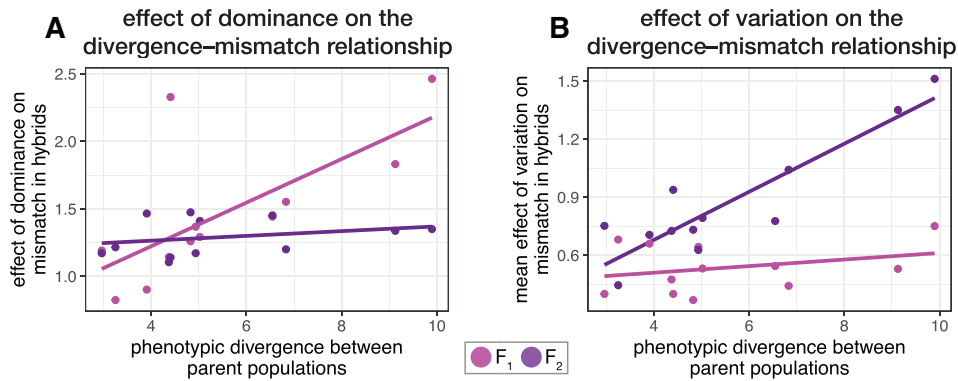 A
effect of dominance on the
divergence–mismatch relationship
effect of dominance on
mismatch in hybrids
2.5
2.0
1.5
1.0
4
6
8
10
phenotypic divergence between
parent populations
B
effect of variation on the
divergence–mismatch relationship
mean effect of variation on
mismatch in hybrids
1.5
1.2
0.9
0.6
4
6
8
10
phenotypic divergence between
parent populations
F1 F2